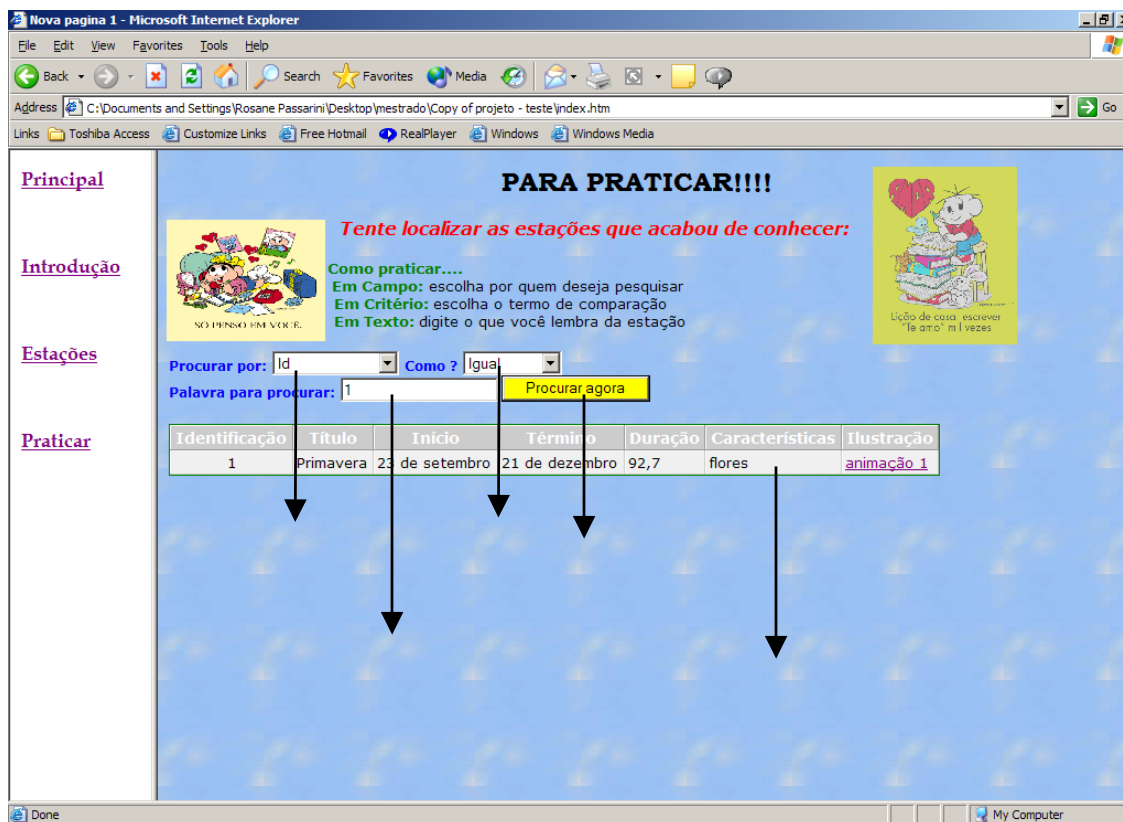 Nova pagina 1 - Microsoft Internet Explorer
File Edit View Favorites Tools Help
Back Search Favorites Media
Address C:\Documents and Settings\Rosane Passarini\Desktop\mestrado\Copy of projeto - teste\index.htm Go
Links Toshiba Access Customize Links Free Hotmail RealPlayer Windows Windows Media
Principal
Introdução
Estações
Praticar
PARA PRATICAR!!!!
Tente localizar as estações que acabou de conhecer:
SÓ PENSO EM VOCÊ.
Como praticar....
Em Campo: escolha por quem deseja pesquisar
Em Critério: escolha o termo de comparação
Em Texto: digite o que você lembra da estação
AMOR
Lição de casa: escrever
"Te amo" mil vezes
Procurar por: Id Como ? Igual
Palavra para procurar: 1 Procurar agora
Identificação Título Início Término Duração Características Ilustração
1 Primavera 23 de setembro 21 de dezembro 92,7 flores animação 1
Done My Computer